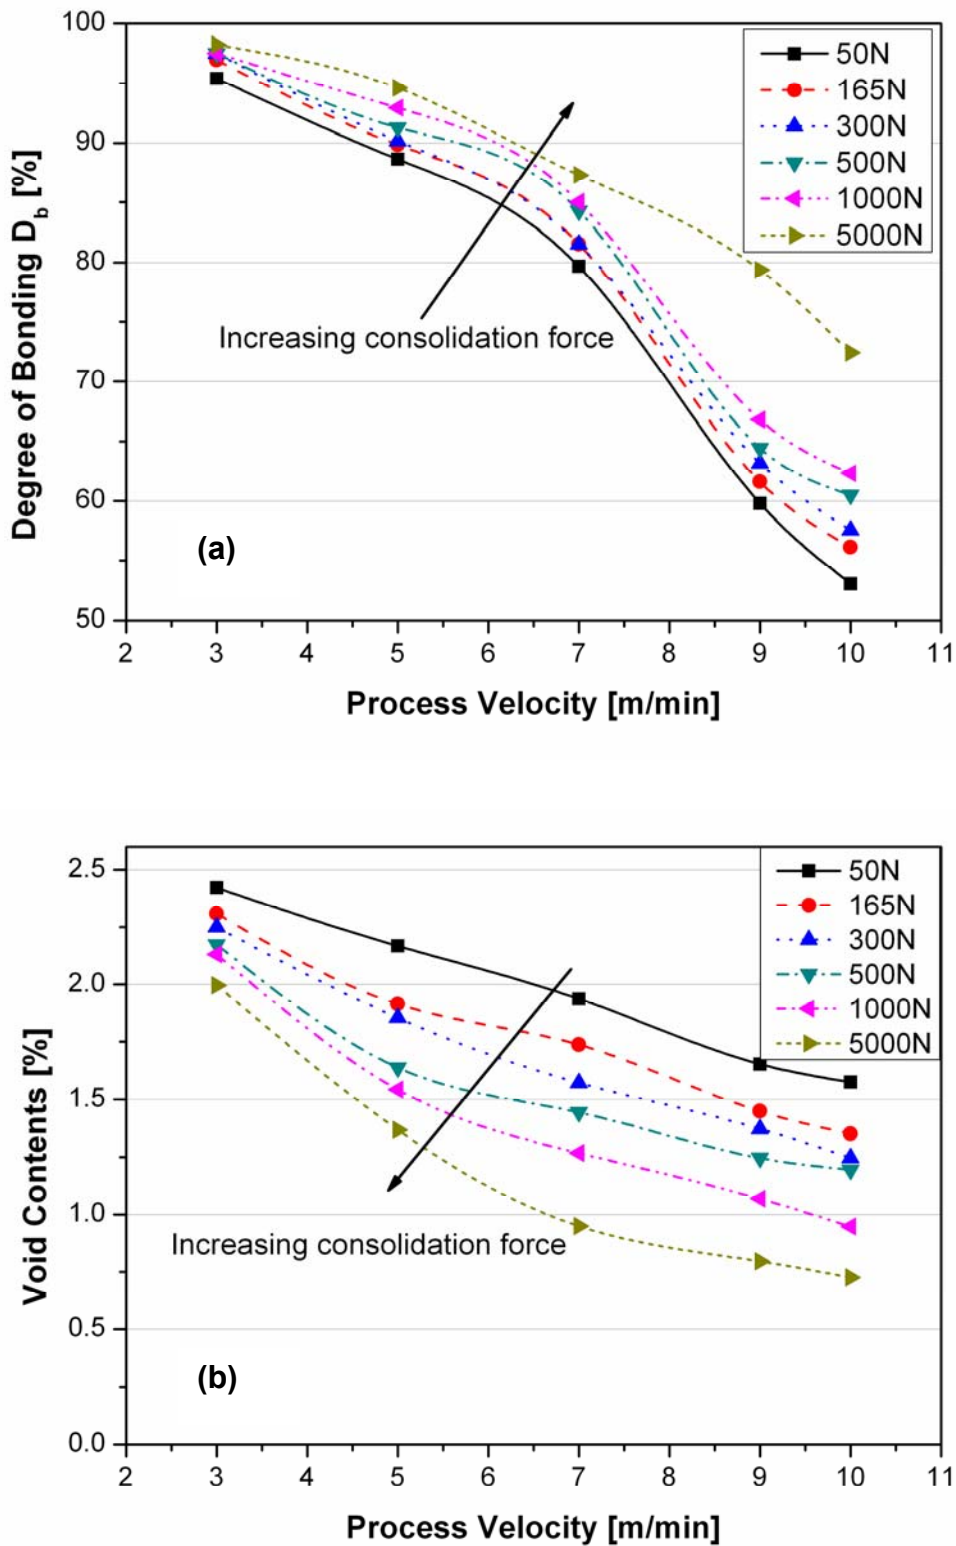 100
90
80
70
60
50
Degree of Bonding D_b [%]
50N
165N
300N
500N
1000N
5000N
Increasing consolidation force
(a)
2 3 4 5 6 7 8 9 10 11
Process Velocity [m/min]
2.5
2.0
1.5
1.0
0.5
0.0
Void Contents [%]
50N
165N
300N
500N
1000N
5000N
Increasing consolidation force
(b)
2 3 4 5 6 7 8 9 10 11
Process Velocity [m/min]